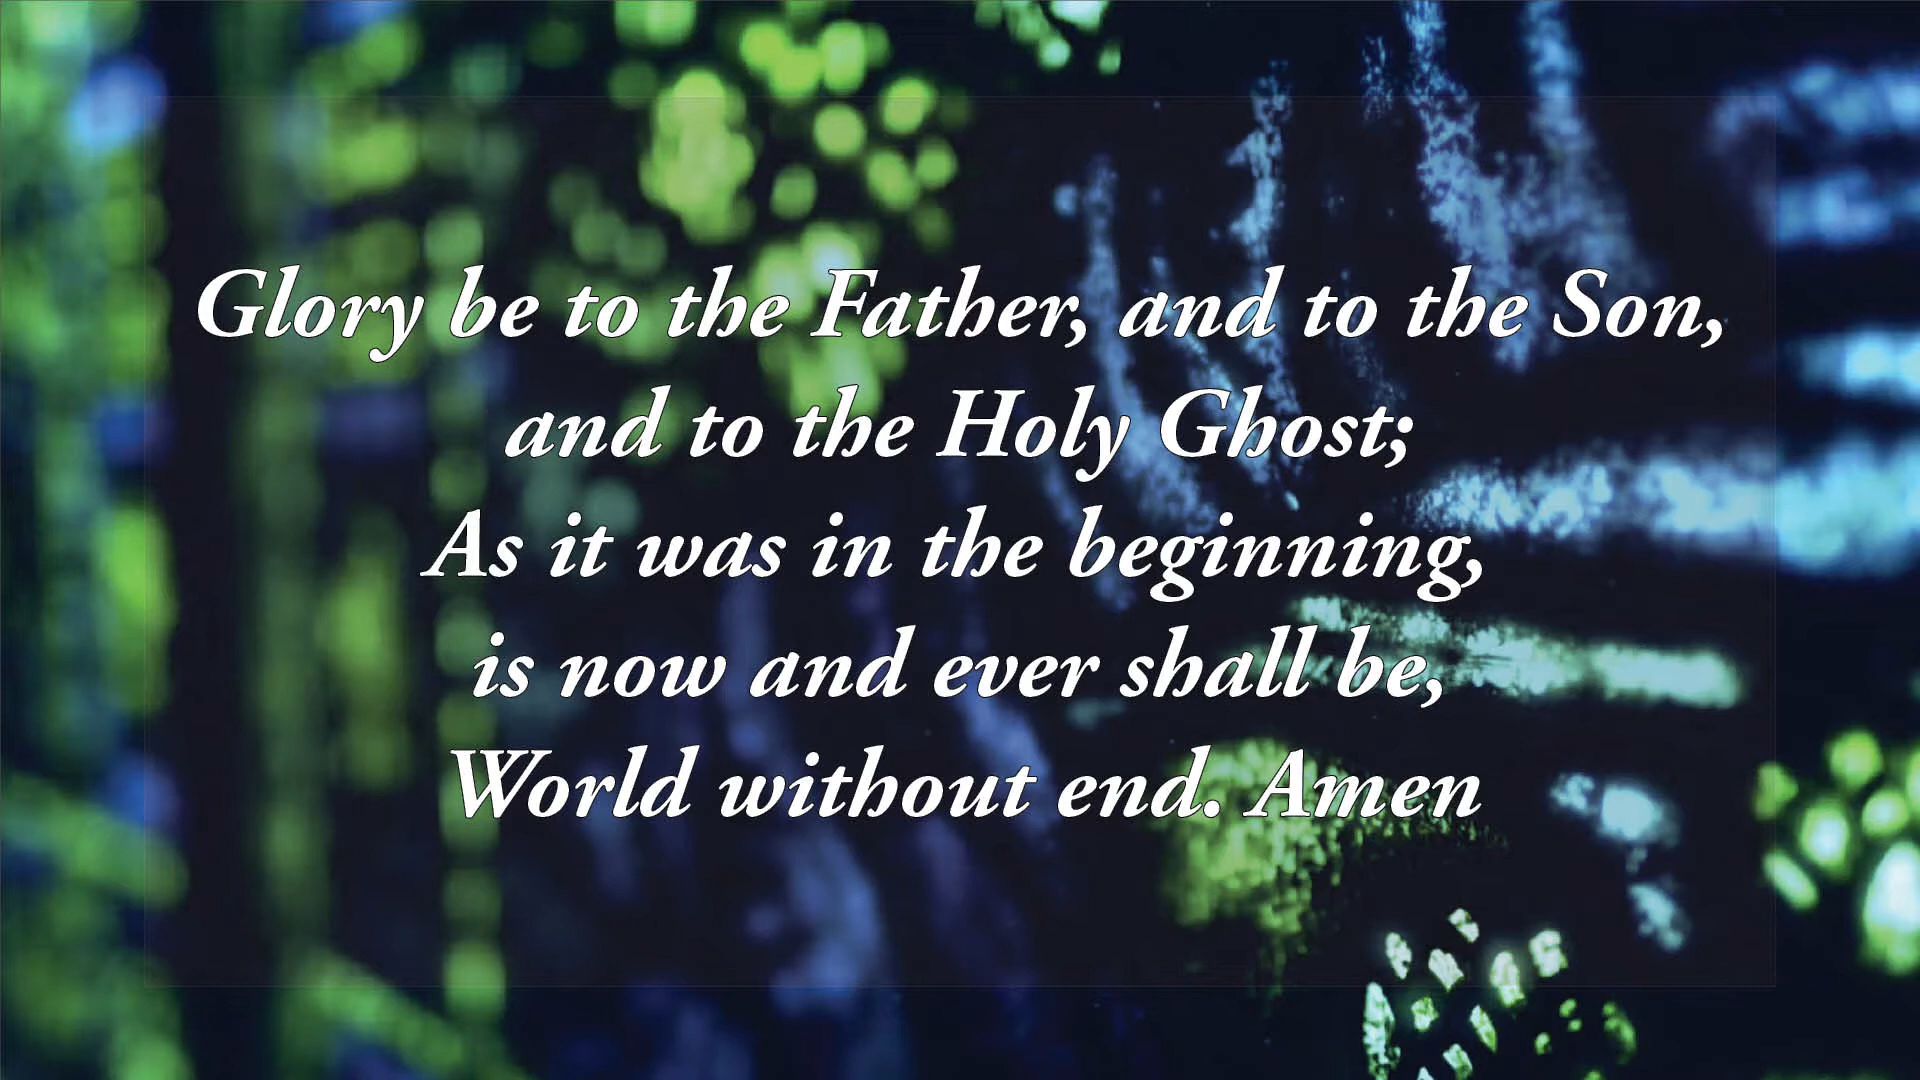 Glory be to the Father, and to the Son,
and to the Holy Ghost;
As it was in the beginning,
is now and ever shall be,
World without end. Amen